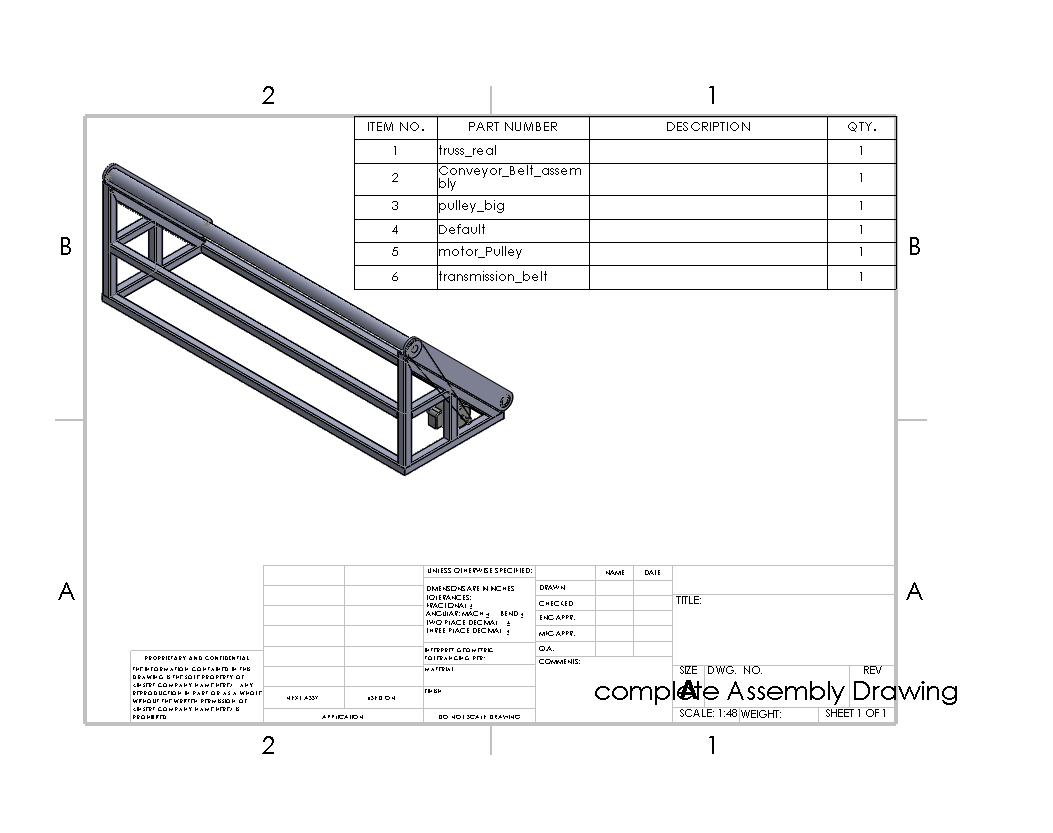 2 1
ITEM NO. PART NUMBER DESCRIPTION QTY.
1 truss_real 1
2 Conveyor_Belt_assem
bly 1
3 pulley_big 1
4 Default 1
5 motor_Pulley 1
6 transmission_belt 1
B B
A A
UNLESS OTHERWISE SPECIFIED:
DIMENSIONS ARE IN INCHES
TOLERANCES:
FRACTIONAL ±
ANGULAR: MACH ± BEND ±
TWO PLACE DECIMAL ±
THREE PLACE DECIMAL ±
INTERPRET GEOMETRIC
TOLERANCING PER:
MATERIAL
FINISH
DO NOT SCALE DRAWING
NAME DATE
DRAWN
CHECKED
ENG APPR.
MFG APPR.
Q.A.
COMMENTS:
PROPRIETARY AND CONFIDENTIAL
THE INFORMATION CONTAINED IN THIS
DRAWING IS THE SOLE PROPERTY OF
<INSERT COMPANY NAME HERE>. ANY
REPRODUCTION IN PART OR AS A WHOLE
WITHOUT THE WRITTEN PERMISSION OF
<INSERT COMPANY NAME HERE> IS
PROHIBITED.
NEXT ASSY USED ON
APPLICATION
TITLE:
SIZE DWG. NO. REV
A
complete Assembly Drawing
SCALE: 1:48 WEIGHT: SHEET 1 OF 1
2 1